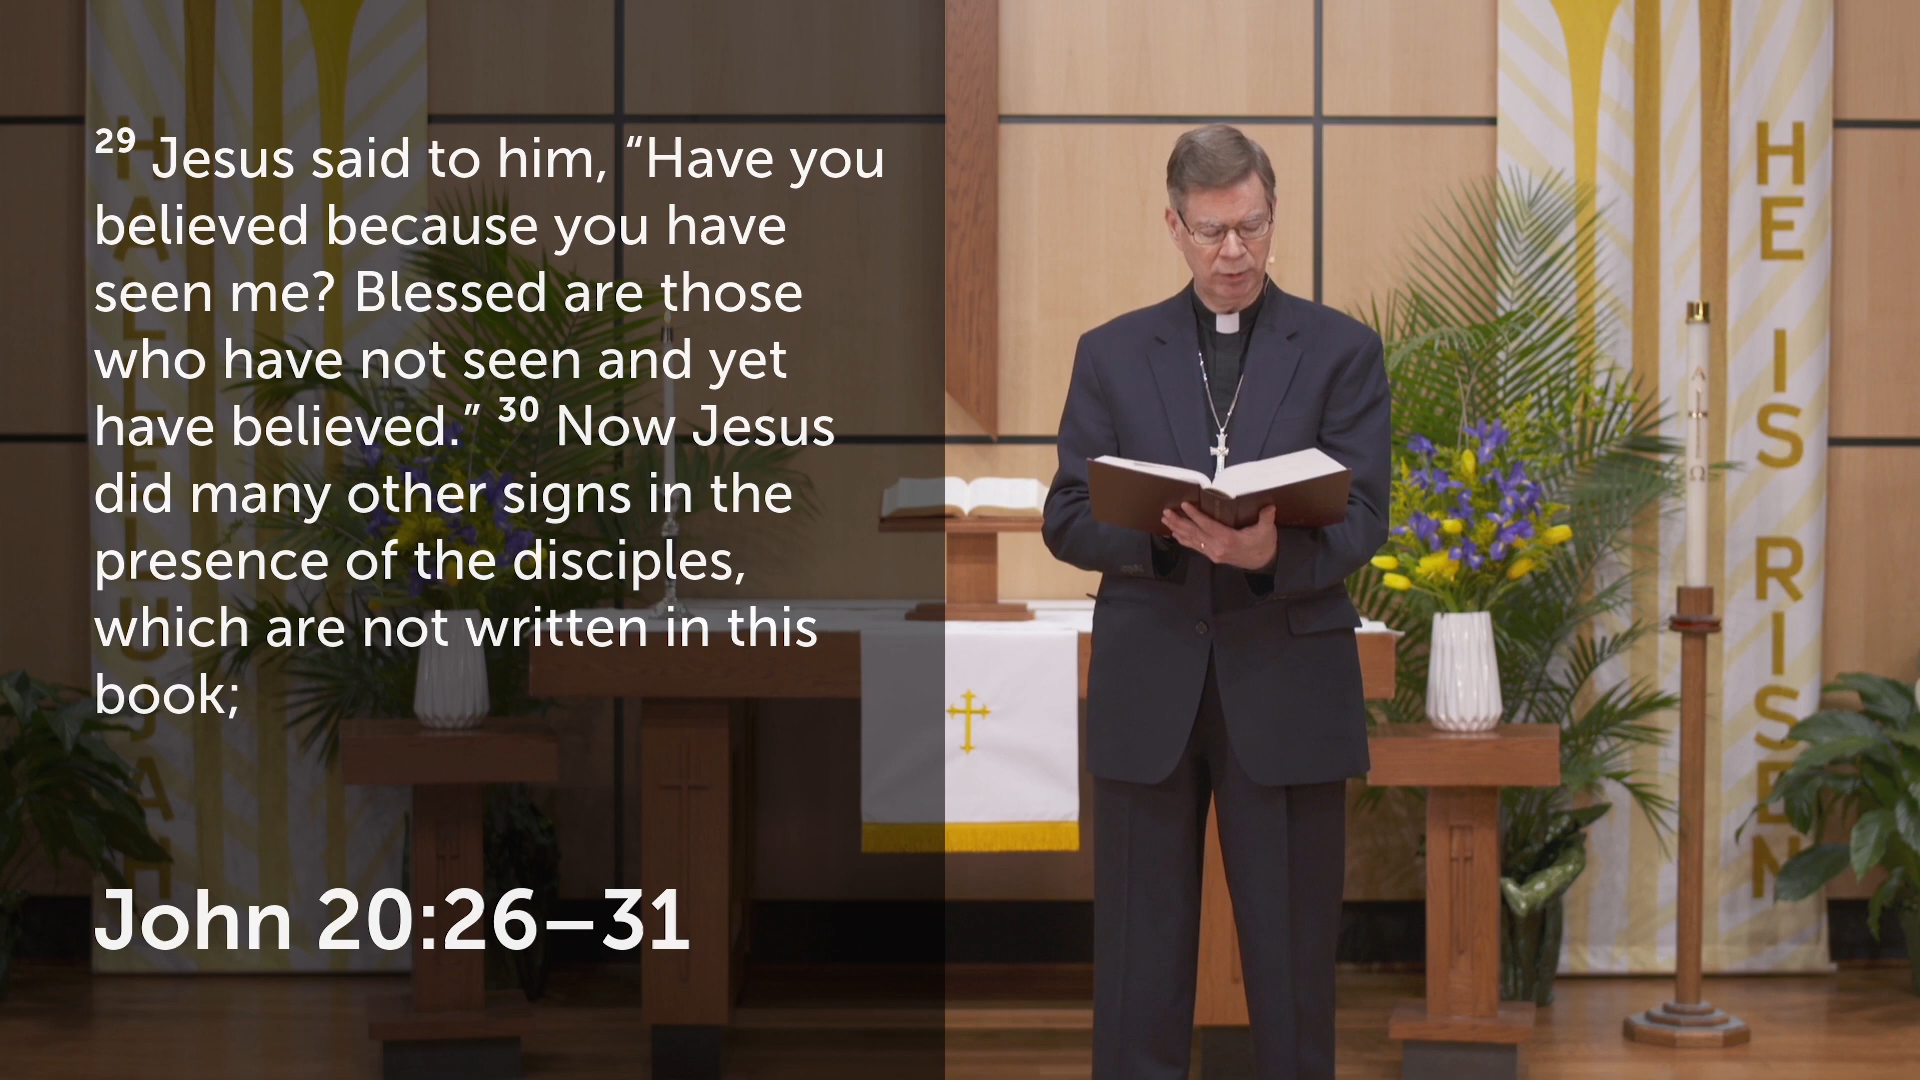 29 Jesus said to him, “Have you
believed because you have
seen me? Blessed are those
who have not seen and yet
have believed.” 30 Now Jesus
did many other signs in the
presence of the disciples,
which are not written in this
book;
John 20:26–31
HALLELUJAH
HE IS RISEN
Α Ω